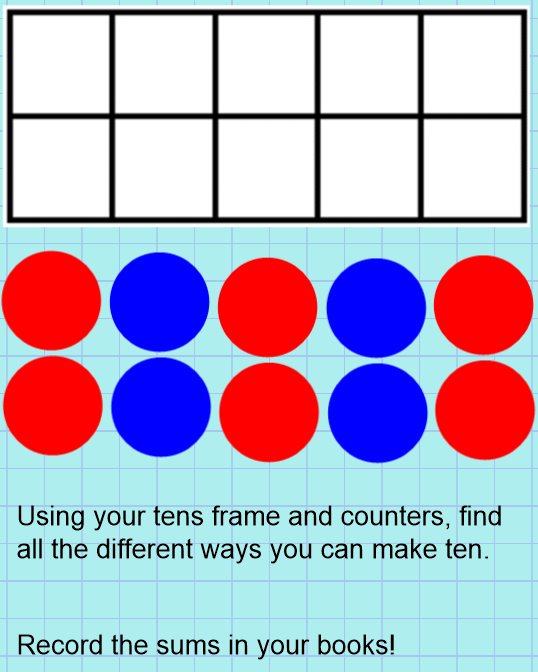 Using your tens frame and counters, find
all the different ways you can make ten.
Record the sums in your books!